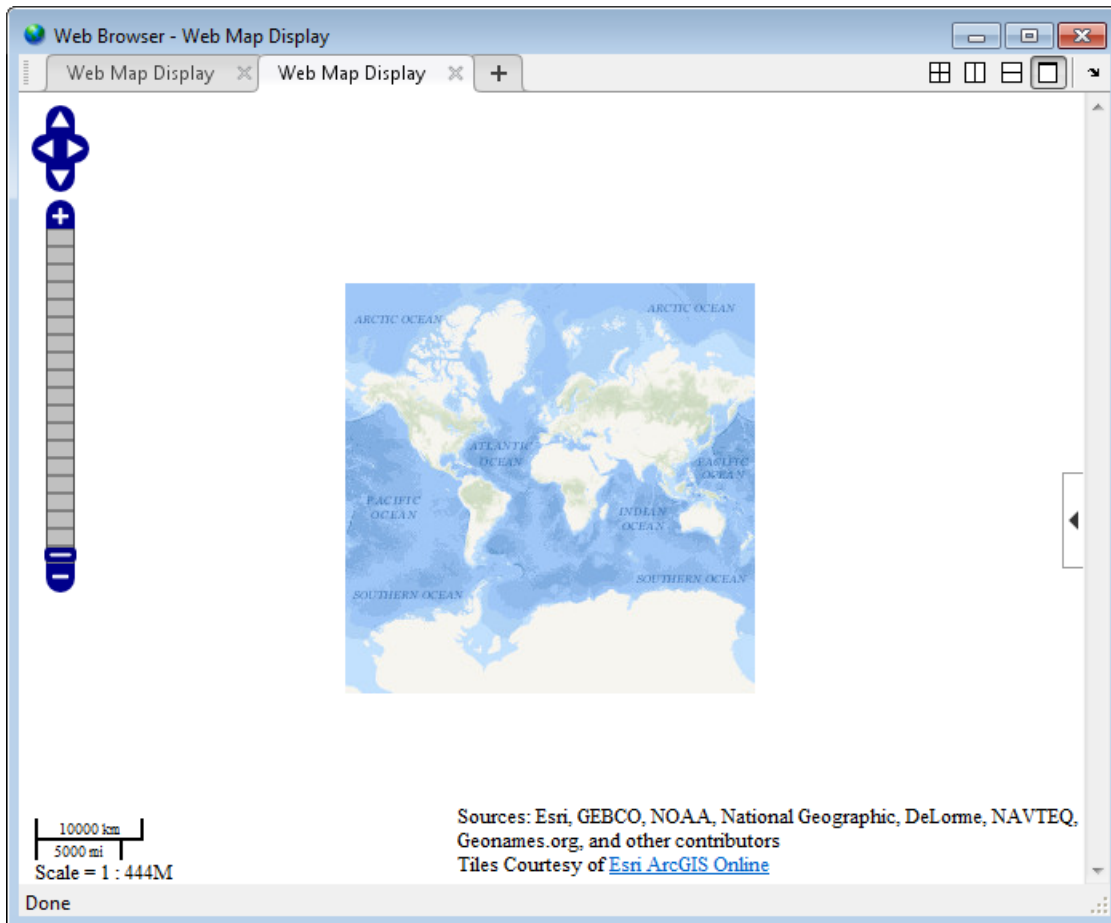 Web Browser - Web Map Display
Web Map Display
Web Map Display
ARCTIC OCEAN
ARCTIC OCEAN
ATLANTIC
OCEAN
PACIFIC
OCEAN
PACIFIC
OCEAN
INDIAN
OCEAN
SOUTHERN OCEAN
SOUTHERN OCEAN
10000 km
5000 mi
Scale = 1 : 444M
Sources: Esri, GEBCO, NOAA, National Geographic, DeLorme, NAVTEQ,
Geonames.org, and other contributors
Tiles Courtesy of Esri ArcGIS Online
Done